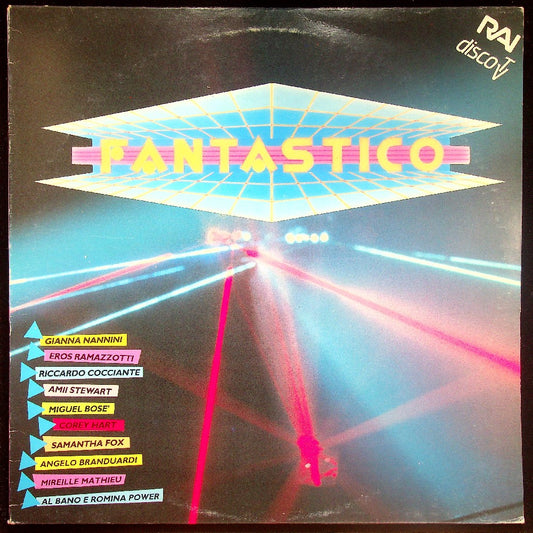 RAI
discoTV
FANTASTICO
GIANNA NANNINI
EROS RAMAZZOTTI
RICCARDO COCCIANTE
AMII STEWART
MIGUEL BOSE'
COREY HART
SAMANTHA FOX
ANGELO BRANDUARDI
MIREILLE MATHIEU
AL BANO E ROMINA POWER